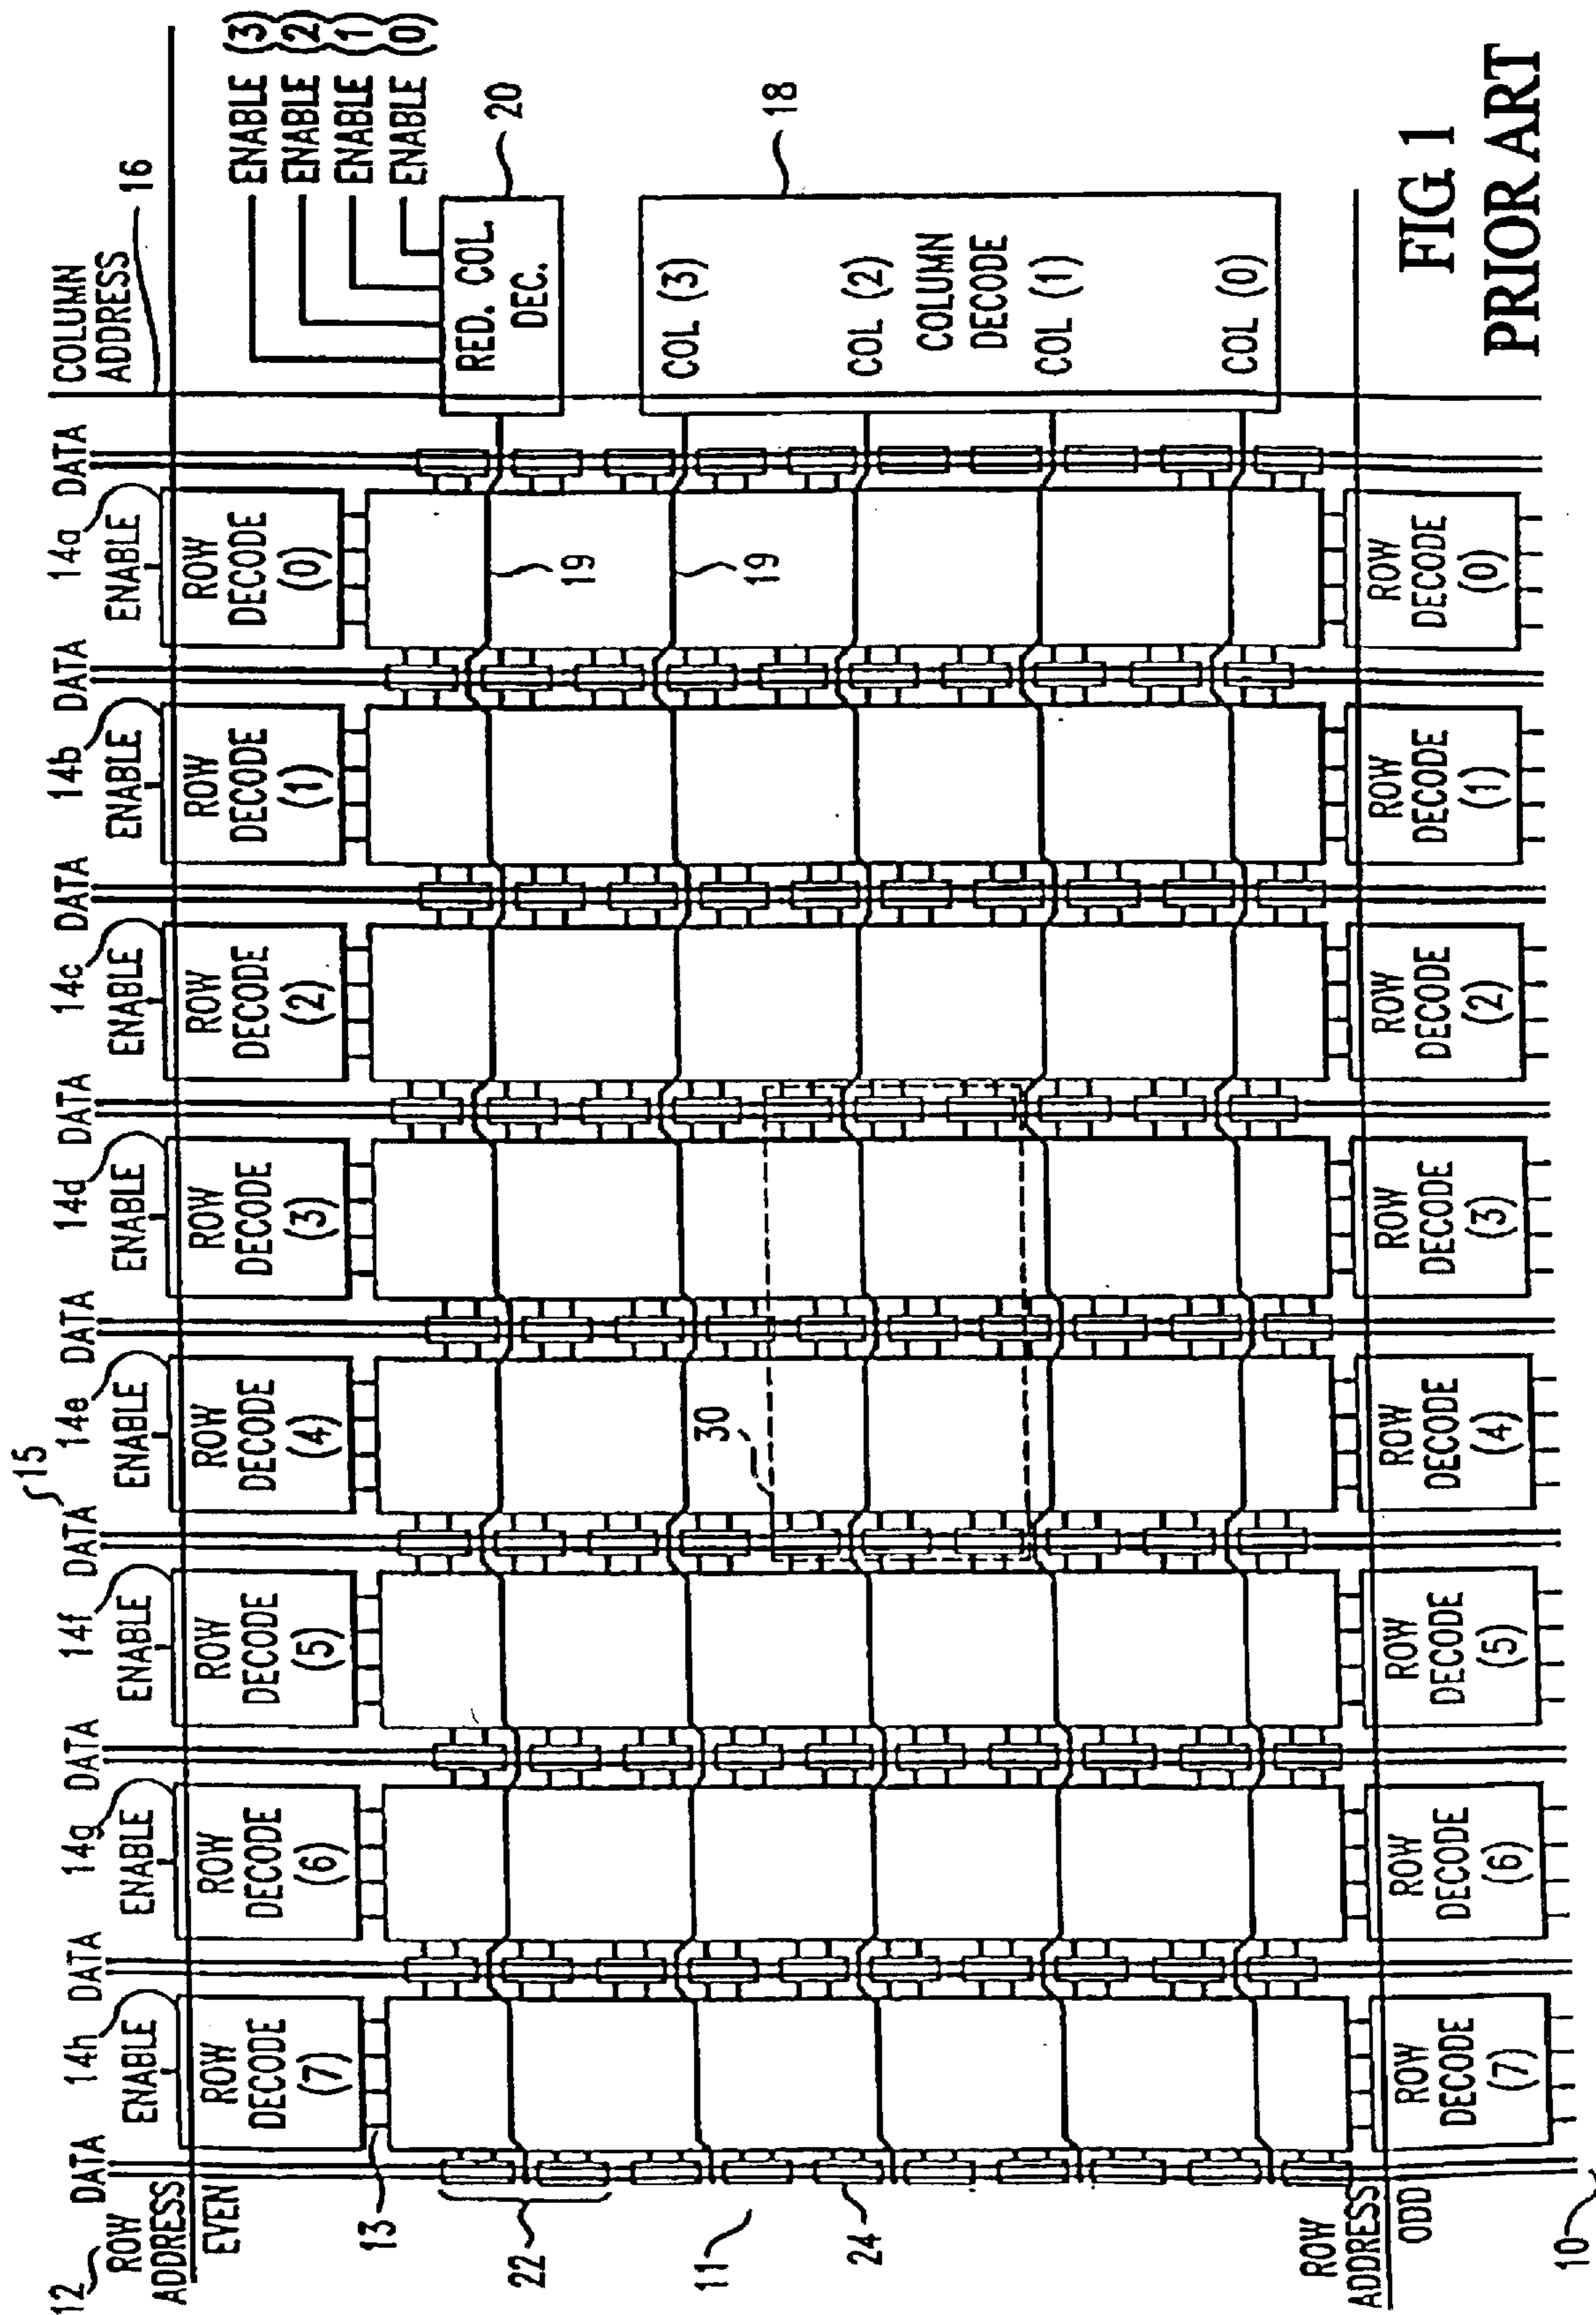 15
12 14h 14g 14f 14e 14d 14c 14b 14a
DATA DATA DATA DATA DATA DATA DATA DATA DATA
COLUMN
ADDRESS
16
ROW
ADDRESS
ENABLE ENABLE ENABLE ENABLE ENABLE ENABLE ENABLE ENABLE
EVEN
ROW ROW ROW ROW ROW ROW ROW ROW
DECODE DECODE DECODE DECODE DECODE DECODE DECODE DECODE
(7) (6) (5) (4) (3) (2) (1) (0)
ENABLE (3)
ENABLE (2)
ENABLE (1)
ENABLE (0)
13
RED. COL.
DEC.
20
22
19
COL (3)
11
30
19
18
COL (2)
24
COLUMN
DECODE
COL (1)
COL (0)
ROW
ADDRESS
ODD
ROW ROW ROW ROW ROW ROW ROW ROW
DECODE DECODE DECODE DECODE DECODE DECODE DECODE DECODE
(7) (6) (5) (4) (3) (2) (1) (0)
10
FIG 1
PRIOR ART